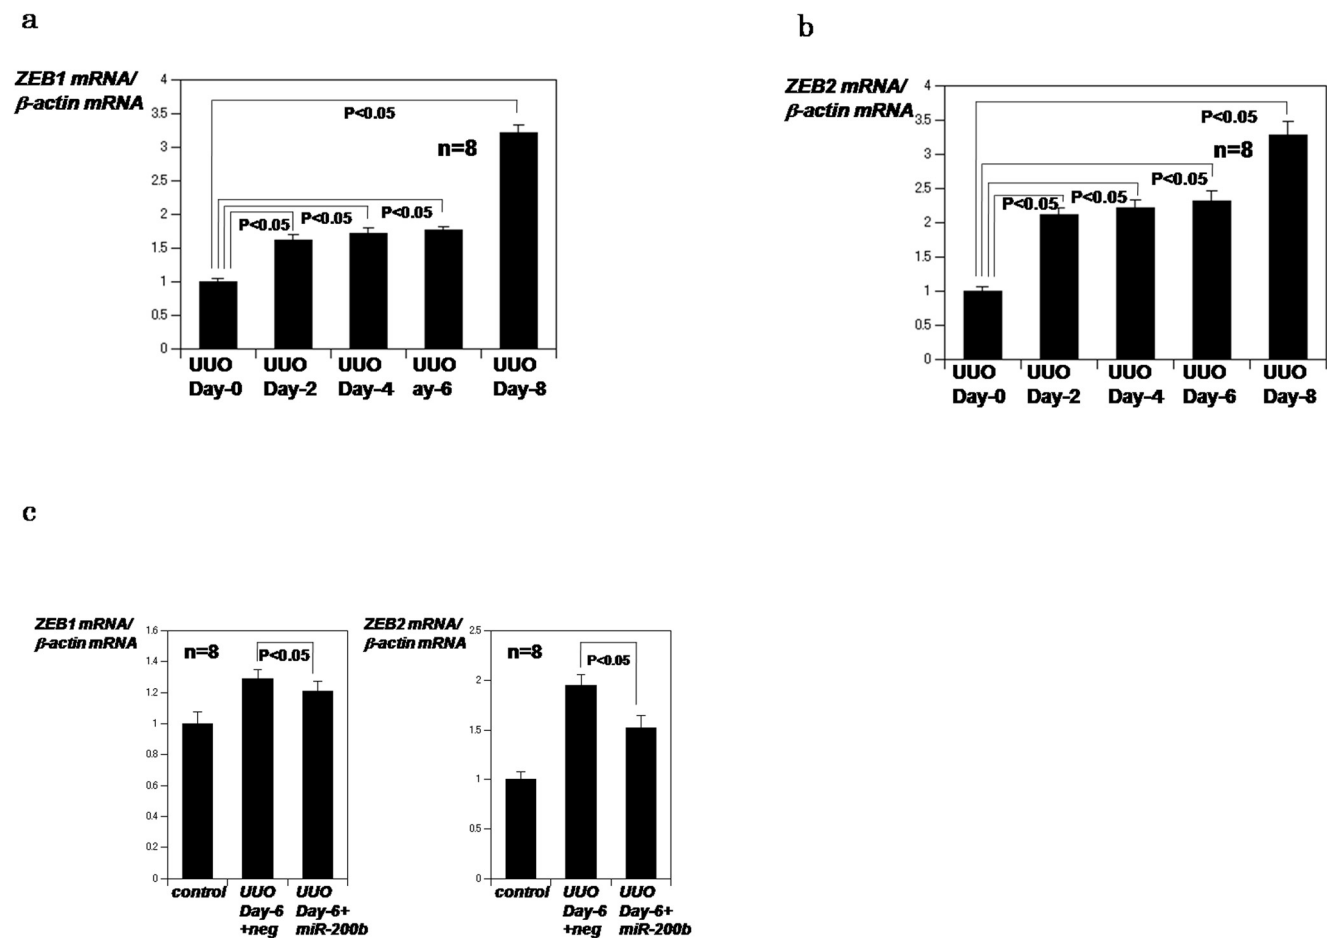 a
ZEB1 mRNA/
β-actin mRNA
4
3.5
3
2.5
2
1.5
1
0.5
0
P<0.05
n=8
P<0.05
P<0.05
P<0.05
UUO UUO UUO UUO UUO
Day-0 Day-2 Day-4 ay-6 Day-8
b
ZEB2 mRNA/
β-actin mRNA
4
3.5
3
2.5
2
1.5
1
0.5
0
P<0.05
n=8
P<0.05
P<0.05
P<0.05
UUO UUO UUO UUO UUO
Day-0 Day-2 Day-4 Day-6 Day-8
c
ZEB1 mRNA/
β-actin mRNA
1.6
1.4
1.2
1
0.8
0.6
0.4
0.2
0
n=8
P<0.05
control UUO UUO
Day-6 Day-6+
+neg miR-200b
ZEB2 mRNA/
β-actin mRNA
2.5
2
1.5
1
0.5
0
n=8
P<0.05
control UUO UUO
Day-6 Day-6+
+neg miR-200b